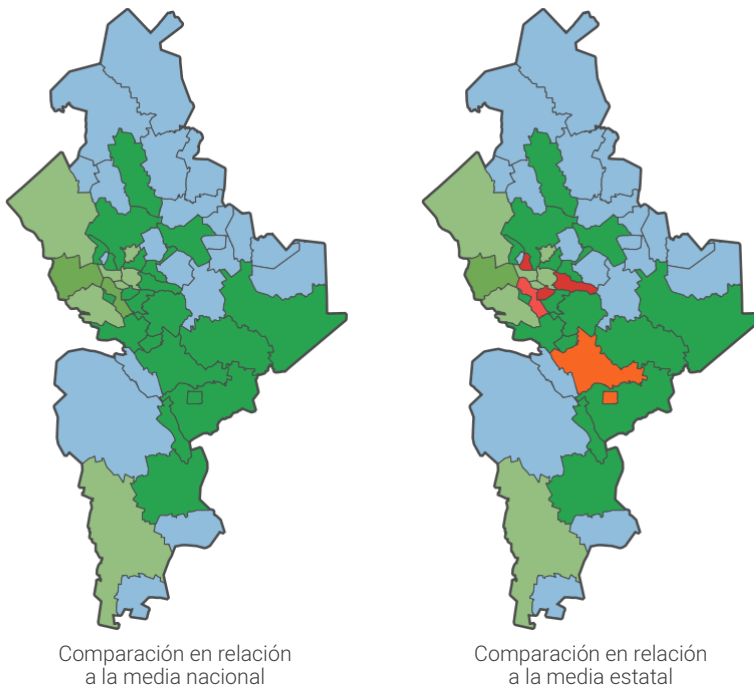 Comparación en relación
a la media nacional
Comparación en relación
a la media estatal